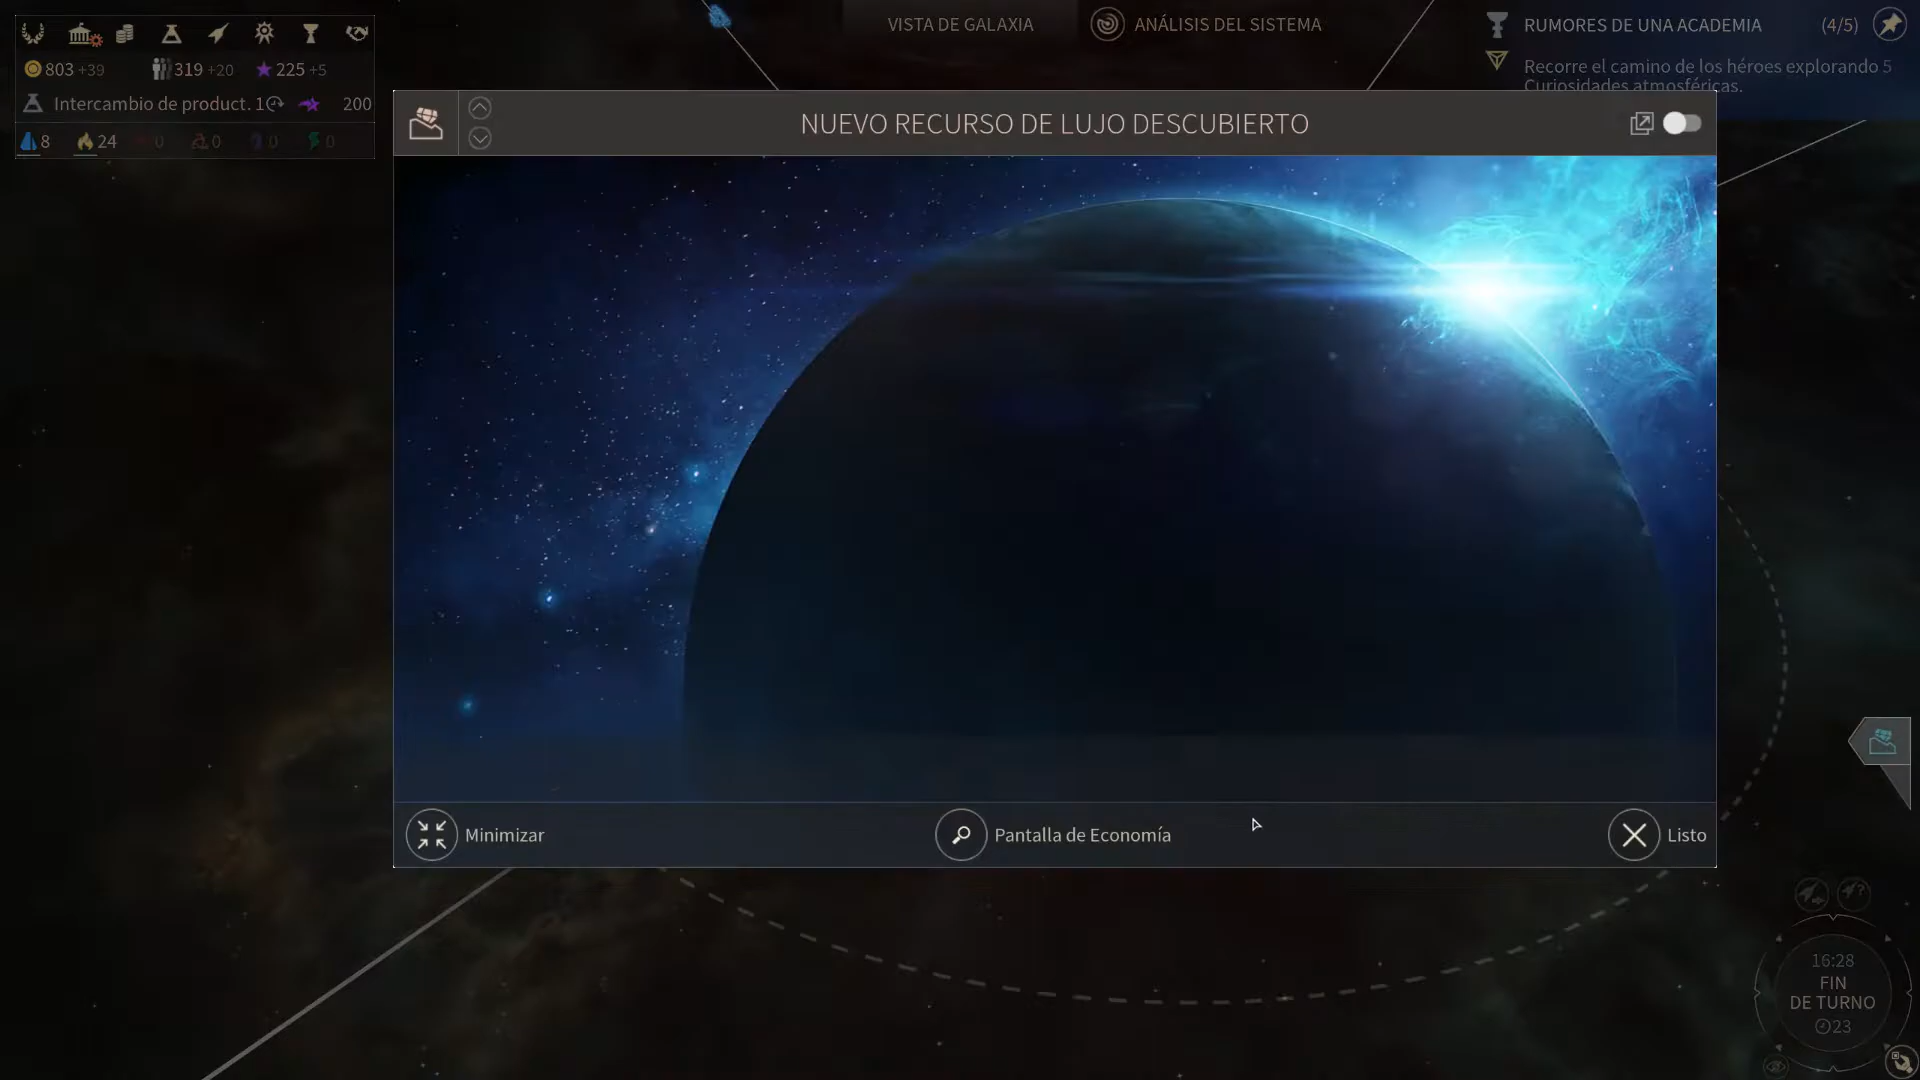 VISTA DE GALAXIA
ANÁLISIS DEL SISTEMA
RUMORES DE UNA ACADEMIA (4/5)
Recorre el camino de los héroes explorando 5
Curiosidades atmosféricas.
803 +39 319 +20 225 +5
Intercambio de product. 1 200
8 24 0 0 0 0
NUEVO RECURSO DE LUJO DESCUBIERTO
Minimizar
Pantalla de Economía
Listo
16:28
FIN
DE TURNO
23